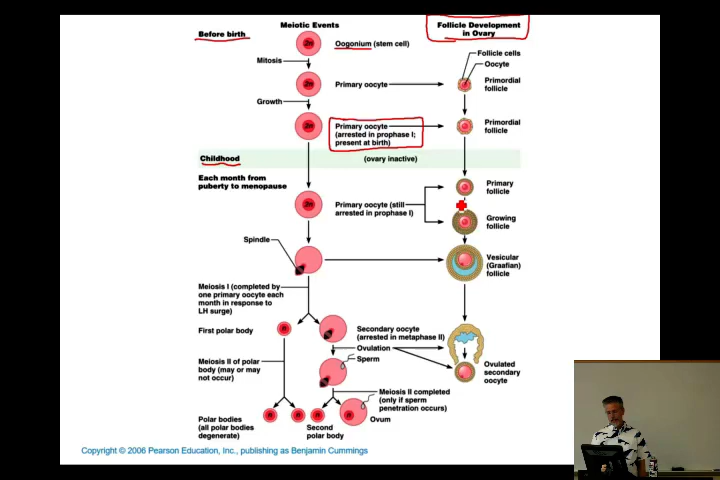 Meiotic Events
Follicle Development
in Ovary
Before birth
Oogonium (stem cell)
Follicle cells
Mitosis
Oocyte
Primary oocyte
Primordial
follicle
Growth
Primary oocyte
(arrested in prophase I;
present at birth)
Primordial
follicle
Childhood
(ovary inactive)
Each month from
puberty to menopause
Primary
follicle
Primary oocyte (still
arrested in prophase I)
Growing
follicle
Spindle
Vesicular
(Graafian)
follicle
Meiosis I (completed by
one primary oocyte each
month in response to
LH surge)
First polar body
Secondary oocyte
(arrested in metaphase II)
Ovulation
Sperm
Meiosis II of polar
body (may or may
not occur)
Ovulated
secondary
oocyte
Meiosis II completed
(only if sperm
penetration occurs)
Polar bodies
(all polar bodies
degenerate)
Second
polar body
Ovum
Copyright © 2006 Pearson Education, Inc., publishing as Benjamin Cummings